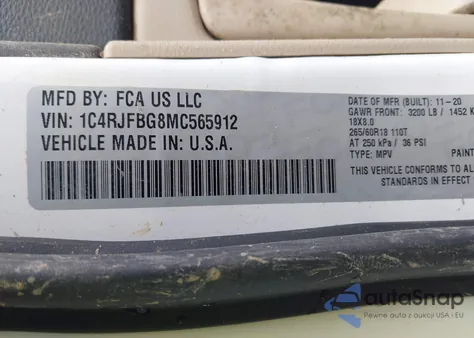 MFD BY: FCA US LLC
VIN: 1C4RJFBG8MC565912
VEHICLE MADE IN: U.S.A.
DATE OF MFR (BUILT): 11-20
GAWR FRONT: 3200 LB / 1452 K
18X8.0
265/60R18 110T
AT 250 kPa / 36 PSI
TYPE: MPV
THIS VEHICLE CONFORMS TO AL
STANDARDS IN EFFECT
autoSnap
Pewne auto z aukcji USA i EU